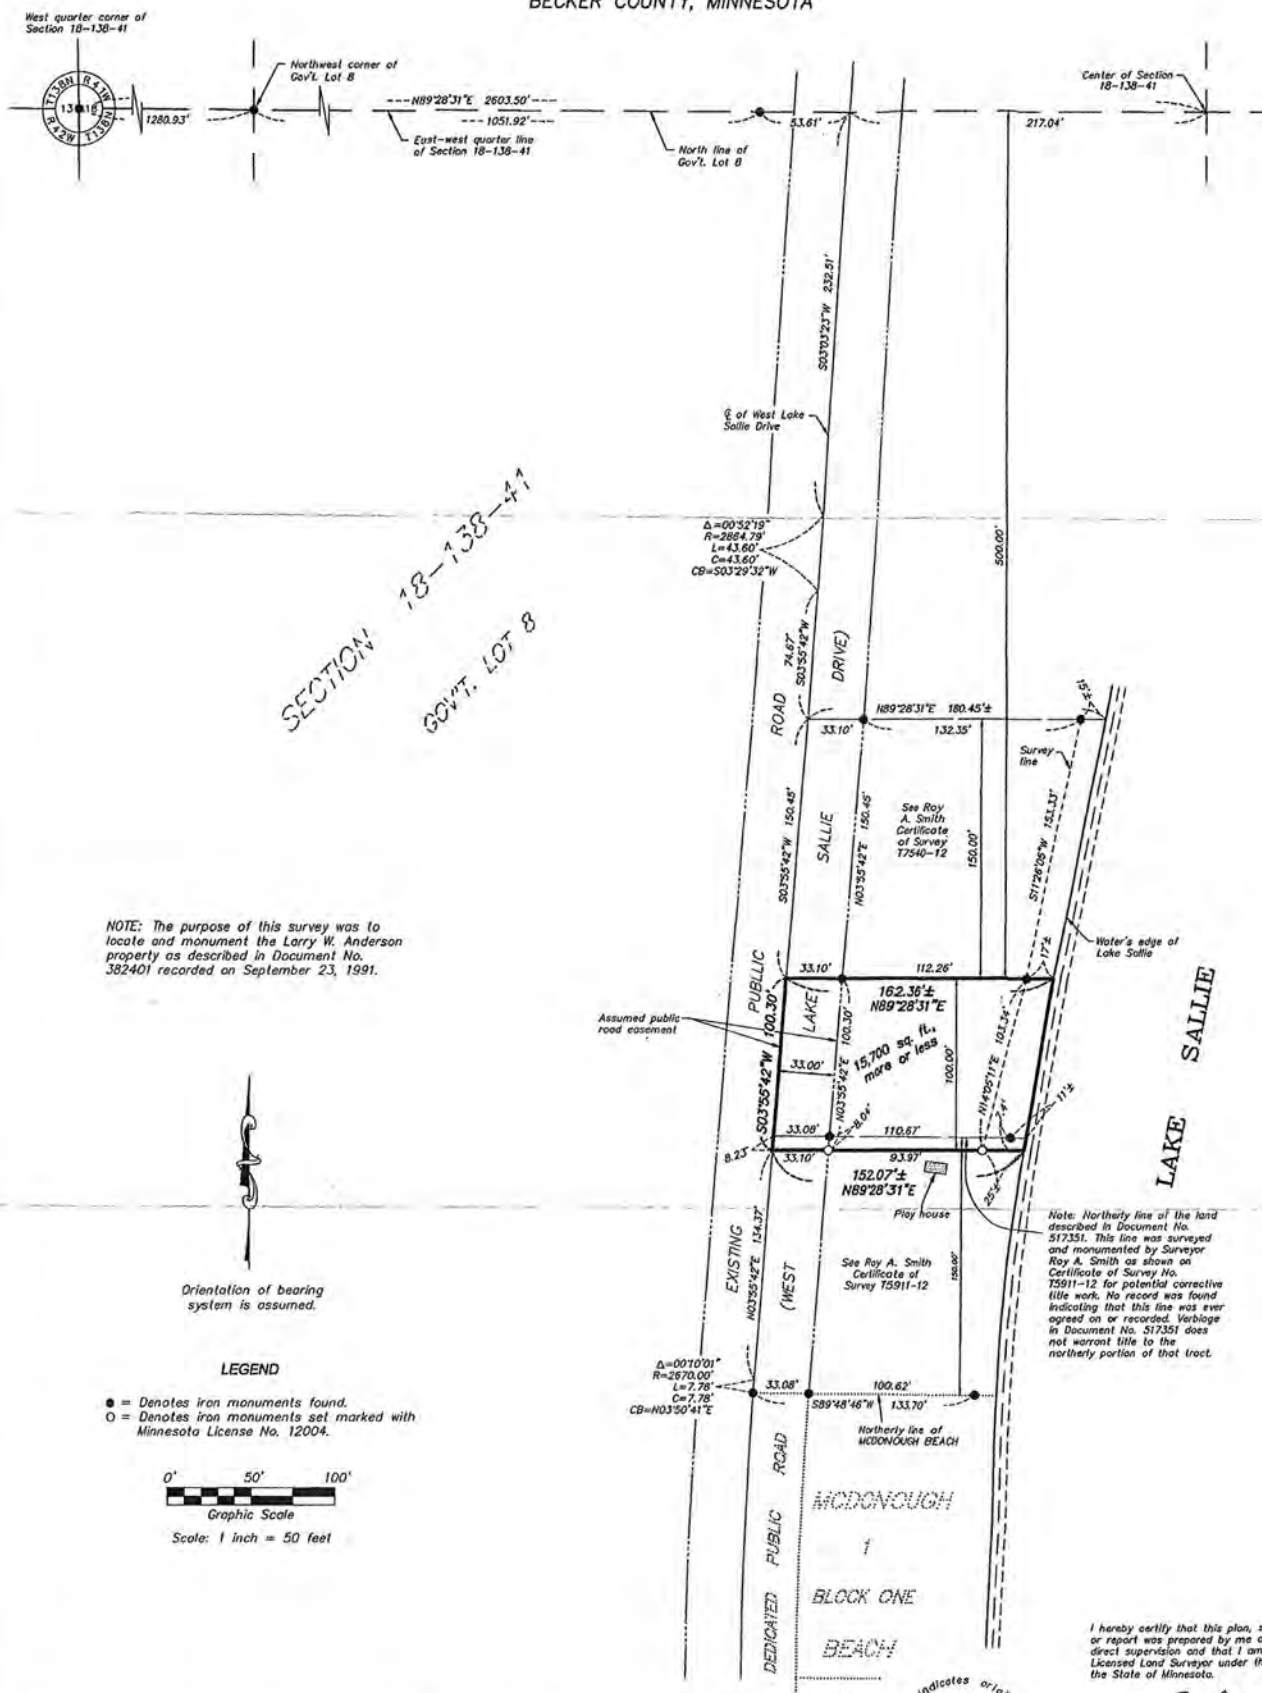 BECKER COUNTY, MINNESOTA
West quarter corner of
Section 18-138-41
T138N R41W
13 18
R42W T138N
1280.93'
Northwest corner of
Gov't. Lot 8
N89°28'31"E 2603.50'
1051.92'
East-west quarter line
of Section 18-138-41
North line of
Gov't. Lot 8
53.61'
217.04'
Center of Section
18-138-41
S03°03'23"W 232.51'
℄ of West Lake
Sallie Drive
500.00'
SECTION 18-138-41
GOV'T. LOT 8
Δ=00°52'19"
R=2864.79'
L=43.60'
C=43.60'
CB=S03°29'32"W
74.67'
S03°55'42"W
ROAD
DRIVE)
N89°28'31"E 180.45'±
33.10'
132.35'
15'±
Survey
line
S03°55'42"W 150.45'
SALLIE
N03°55'42"E 150.45'
See Roy
A. Smith
Certificate
of Survey
T7540-12
150.00'
S11°26'05"W 153.33'
Water's edge of
Lake Sallie
LAKE SALLIE
NOTE: The purpose of this survey was to
locate and monument the Larry W. Anderson
property as described in Document No.
382401 recorded on September 23, 1991.
PUBLLIC
LAKE
33.10'
112.26'
17'±
162.36'±
N89°28'31"E
Assumed public
road easement
S03°55'42"W 100.30'
N03°55'42"E 100.30'
15,700 sq. ft.,
more or less
33.00'
100.00'
N14°05'11"E 103.34'
7.4'
11'±
8.04'
33.08'
110.67'
8.23'
33.10'
93.97'
152.07'±
N89°28'31"E
25'±
Play house
Note: Northerly line of the land
described in Document No.
517351. This line was surveyed
and monumented by Surveyor
Roy A. Smith as shown on
Certificate of Survey No.
T5911-12 for potential corrective
title work. No record was found
indicating that this line was ever
agreed on or recorded. Verbiage
in Document No. 517351 does
not warrant title to the
northerly portion of that tract.
EXISTING
N03°55'42"E 134.37'
(WEST
See Roy A. Smith
Certificate of
Survey T5911-12
150.00'
Orientation of bearing
system is assumed.
LEGEND
● = Denotes iron monuments found.
○ = Denotes iron monuments set marked with
Minnesota License No. 12004.
0' 50' 100'
Graphic Scale
Scale: 1 inch = 50 feet
Δ=00°10'01"
R=2670.00'
L=7.78'
C=7.78'
CB=N03°50'41"E
33.08'
100.62'
S89°48'46"W 133.70'
Northerly line of
MCDONOUGH BEACH
DEDICATED PUBLIC ROAD
MCDONOUGH
1
BLOCK ONE
BEACH
I hereby certify that this plan,
or report was prepared by me
direct supervision and that I am
Licensed Land Surveyor under
the State of Minnesota.
indicates